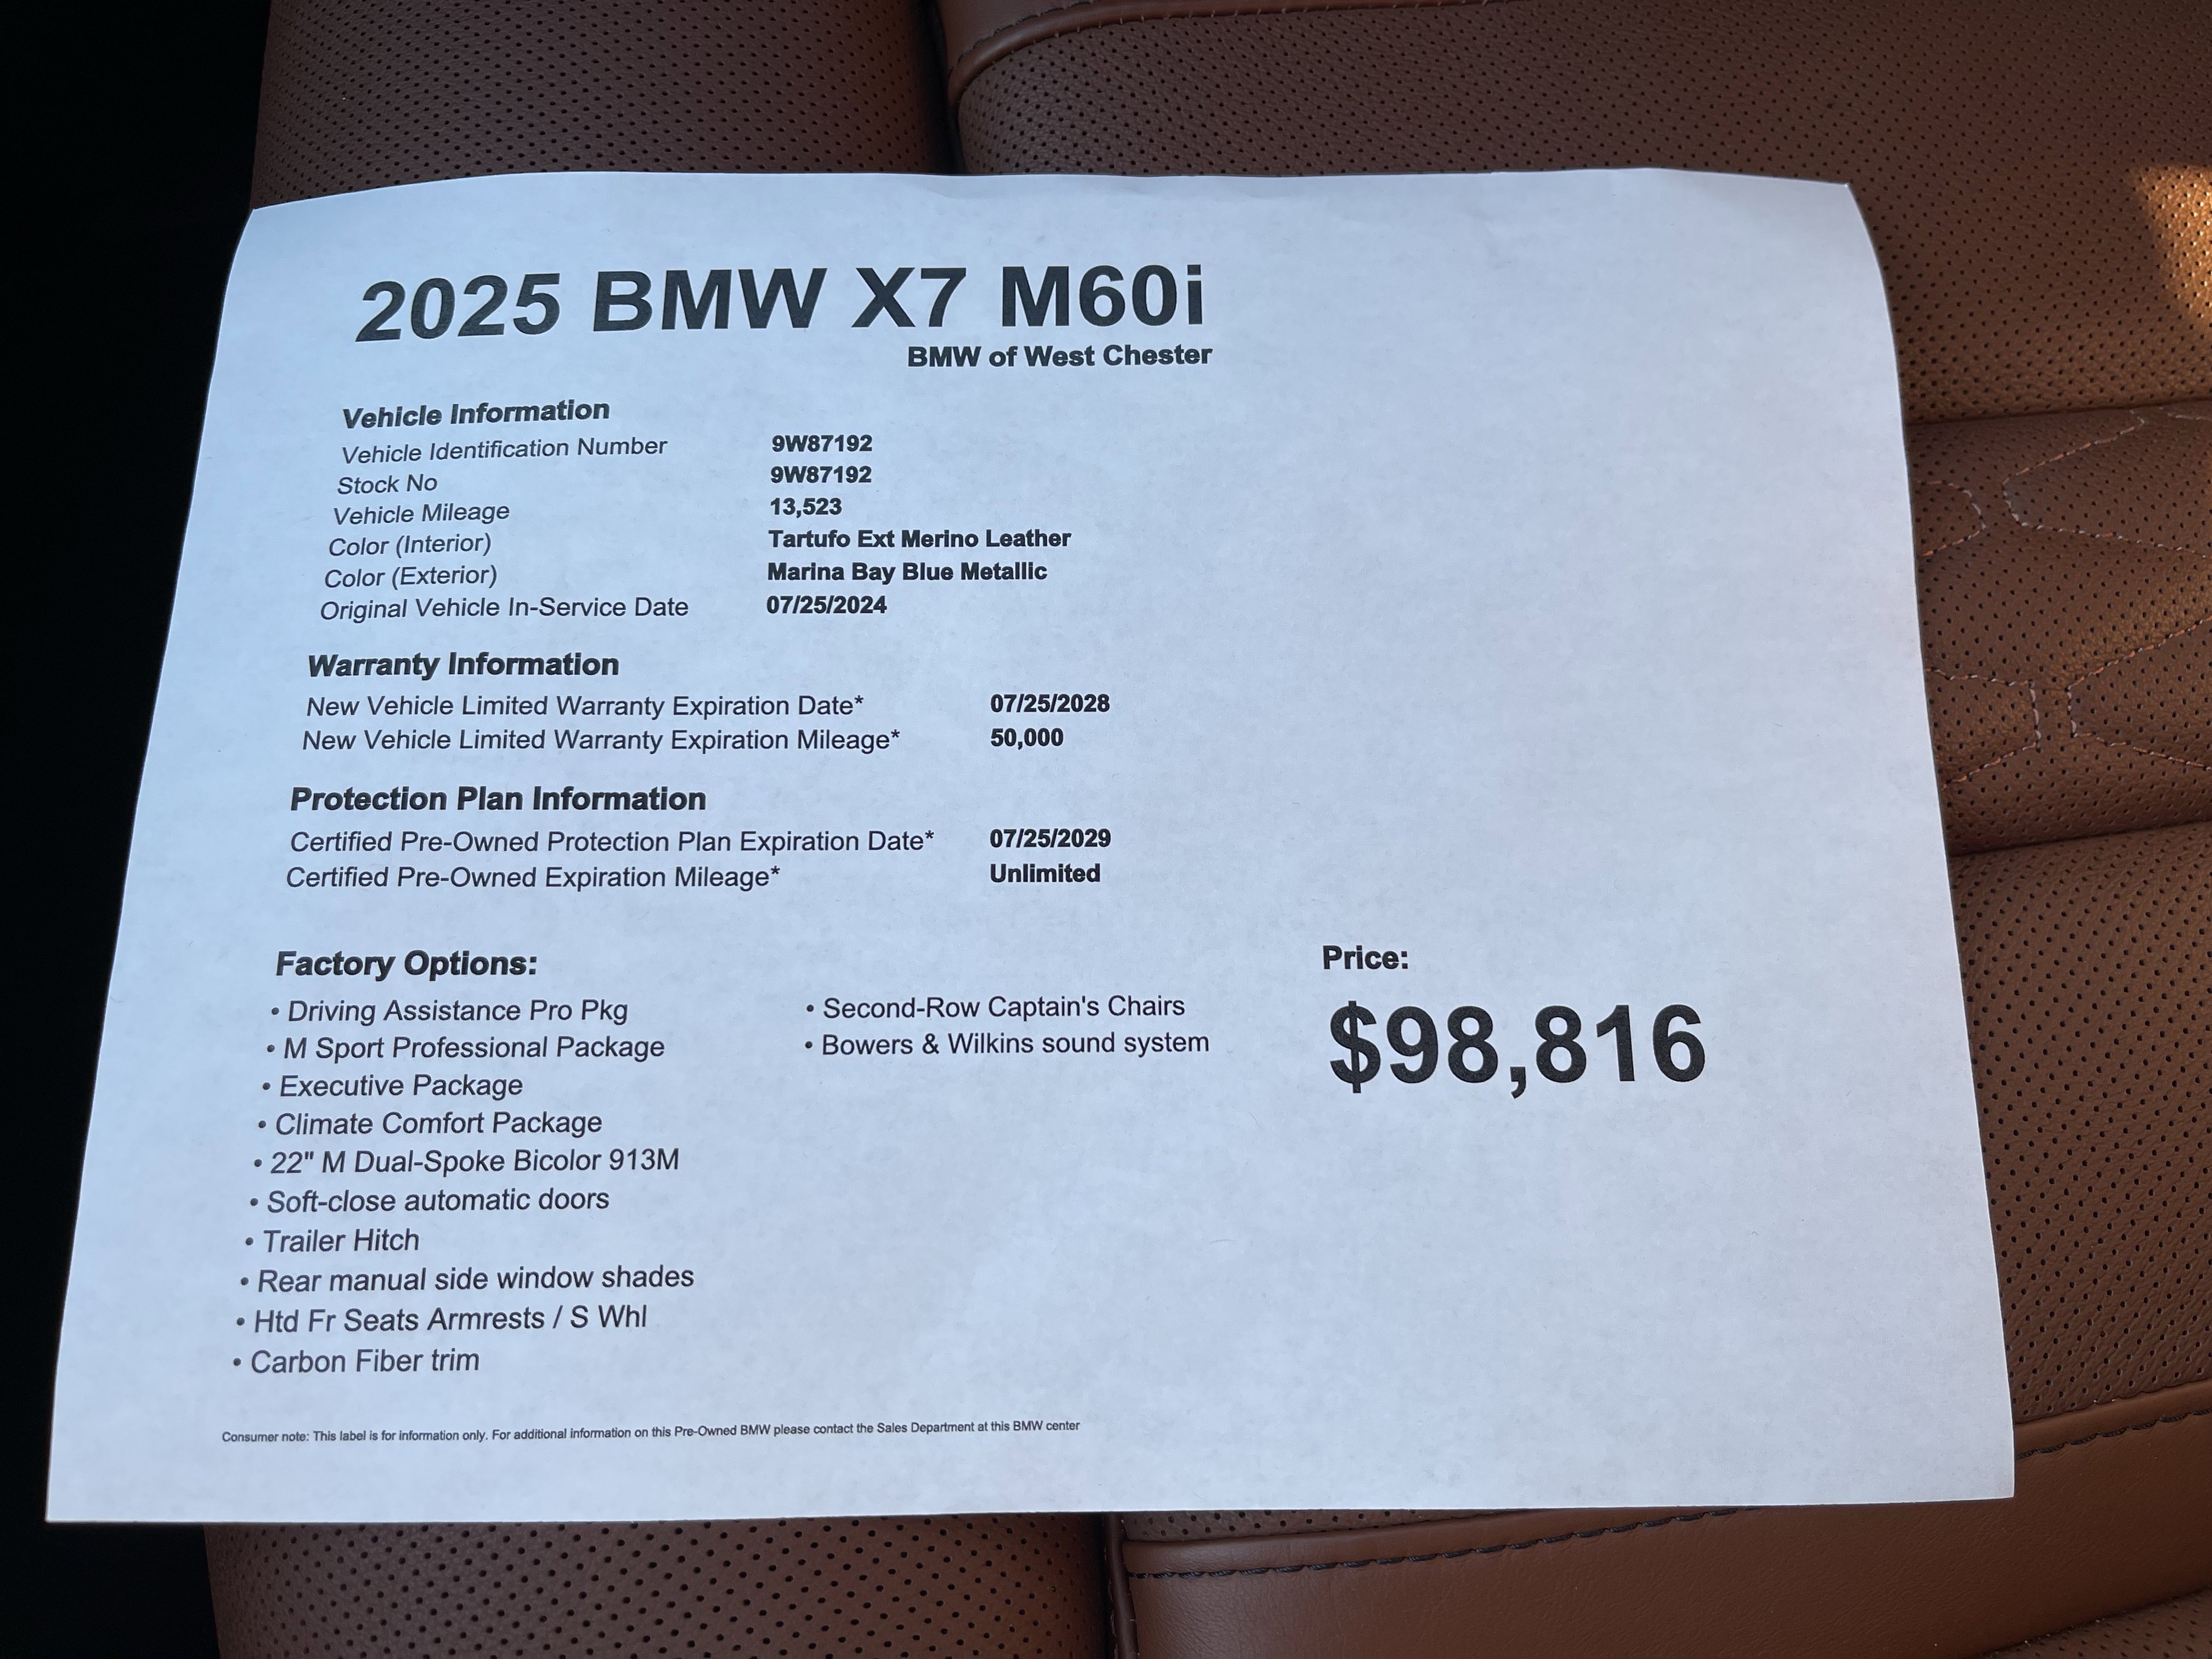 2025 BMW X7 M60i
BMW of West Chester
Vehicle Information
Vehicle Identification Number 9W87192
Stock No 9W87192
Vehicle Mileage 13,523
Color (Interior) Tartufo Ext Merino Leather
Color (Exterior) Marina Bay Blue Metallic
Original Vehicle In-Service Date 07/25/2024
Warranty Information
New Vehicle Limited Warranty Expiration Date* 07/25/2028
New Vehicle Limited Warranty Expiration Mileage* 50,000
Protection Plan Information
Certified Pre-Owned Protection Plan Expiration Date* 07/25/2029
Certified Pre-Owned Expiration Mileage* Unlimited
Factory Options:
• Driving Assistance Pro Pkg
• M Sport Professional Package
• Executive Package
• Climate Comfort Package
• 22" M Dual-Spoke Bicolor 913M
• Soft-close automatic doors
• Trailer Hitch
• Rear manual side window shades
• Htd Fr Seats Armrests / S Whl
• Carbon Fiber trim
• Second-Row Captain's Chairs
• Bowers & Wilkins sound system
Price:
$98,816
Consumer note: This label is for information only. For additional information on this Pre-Owned BMW please contact the Sales Department at this BMW center